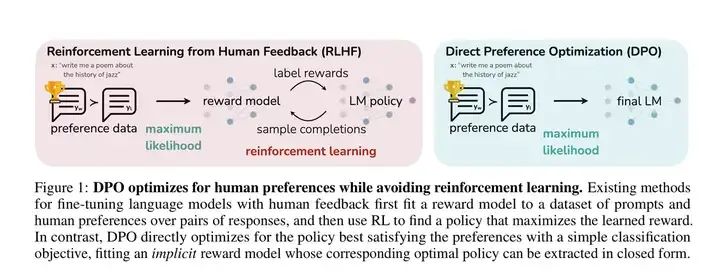 Reinforcement Learning from Human Feedback (RLHF)
x: "write me a poem about
the history of jazz"
label rewards
yw > yl
reward model
LM policy
preference data
maximum
likelihood
sample completions
reinforcement learning
Direct Preference Optimization (DPO)
x: "write me a poem about
the history of jazz"
yw > yl
final LM
preference data
maximum
likelihood
Figure 1: DPO optimizes for human preferences while avoiding reinforcement learning. Existing methods
for fine-tuning language models with human feedback first fit a reward model to a dataset of prompts and
human preferences over pairs of responses, and then use RL to find a policy that maximizes the learned reward.
In contrast, DPO directly optimizes for the policy best satisfying the preferences with a simple classification
objective, fitting an implicit reward model whose corresponding optimal policy can be extracted in closed form.